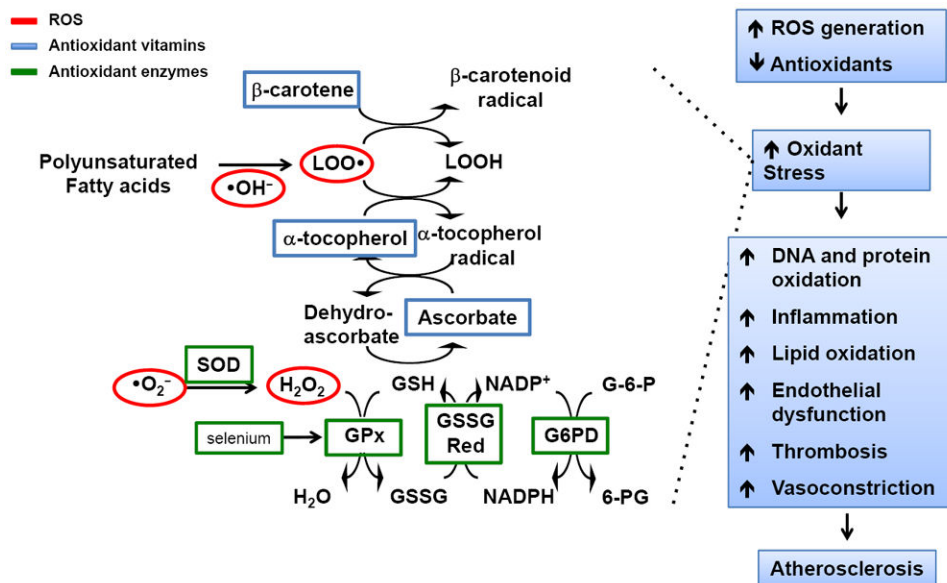 ROS
Antioxidant vitamins
Antioxidant enzymes
β-carotene
β-carotenoid
radical
Polyunsaturated
Fatty acids
•OH⁻
LOO•
LOOH
α-tocopherol
α-tocopherol
radical
Dehydro-
ascorbate
Ascorbate
SOD
•O₂⁻
H₂O₂
GSH
NADP⁺
G-6-P
selenium
GPx
GSSG
Red
G6PD
H₂O
GSSG
NADPH
6-PG
↑ ROS generation
↓ Antioxidants
↑ Oxidant
Stress
↑ DNA and protein
oxidation
↑ Inflammation
↑ Lipid oxidation
↑ Endothelial
dysfunction
↑ Thrombosis
↑ Vasoconstriction
Atherosclerosis